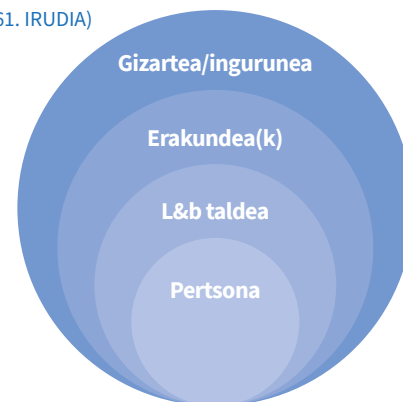 61. IRUDIA)
Gizartea/ingurunea
Erakundea(k)
L&b taldea
Pertsona